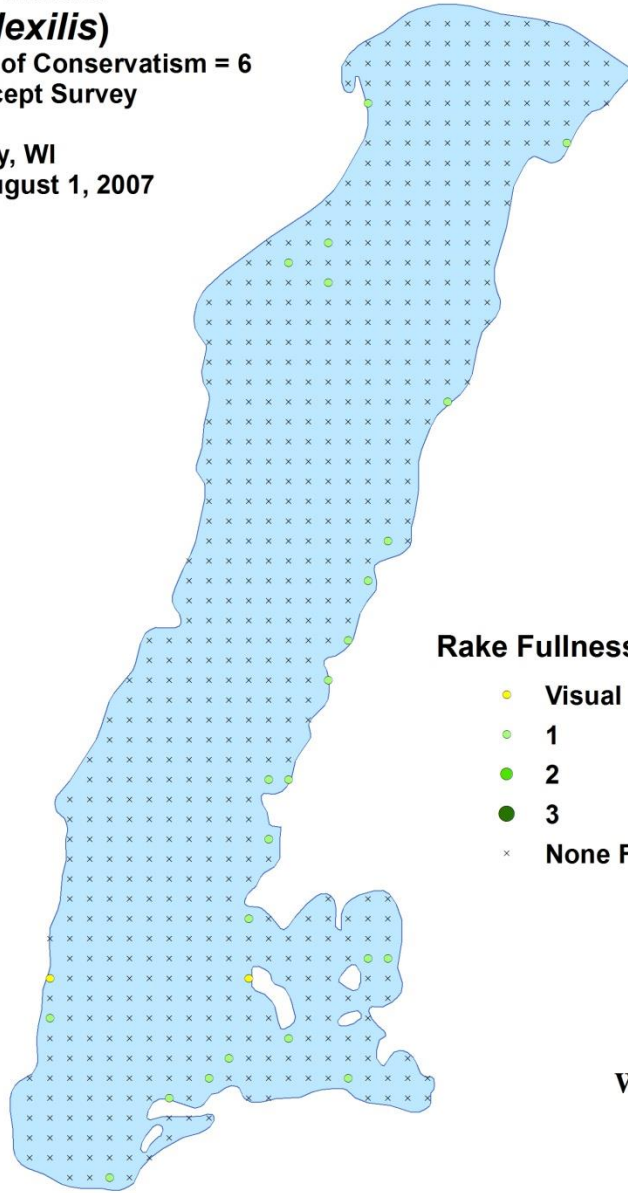 lexilis)
of Conservatism = 6
cept Survey
y, WI
ugust 1, 2007
Rake Fullness
Visual
1
2
3
None F